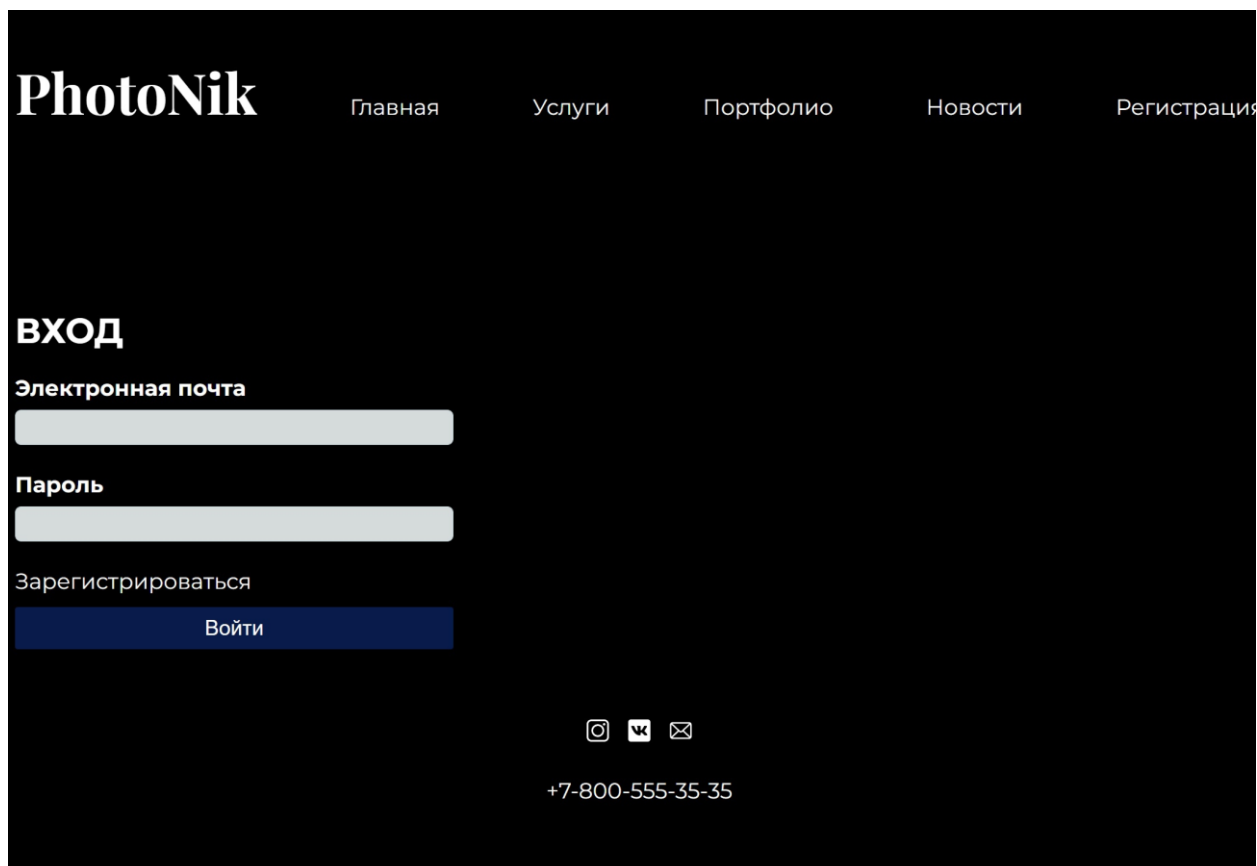 PhotoNik Главная Услуги Портфолио Новости Регистрация
ВХОД
Электронная почта
Пароль
Зарегистрироваться
Войти
+7-800-555-35-35